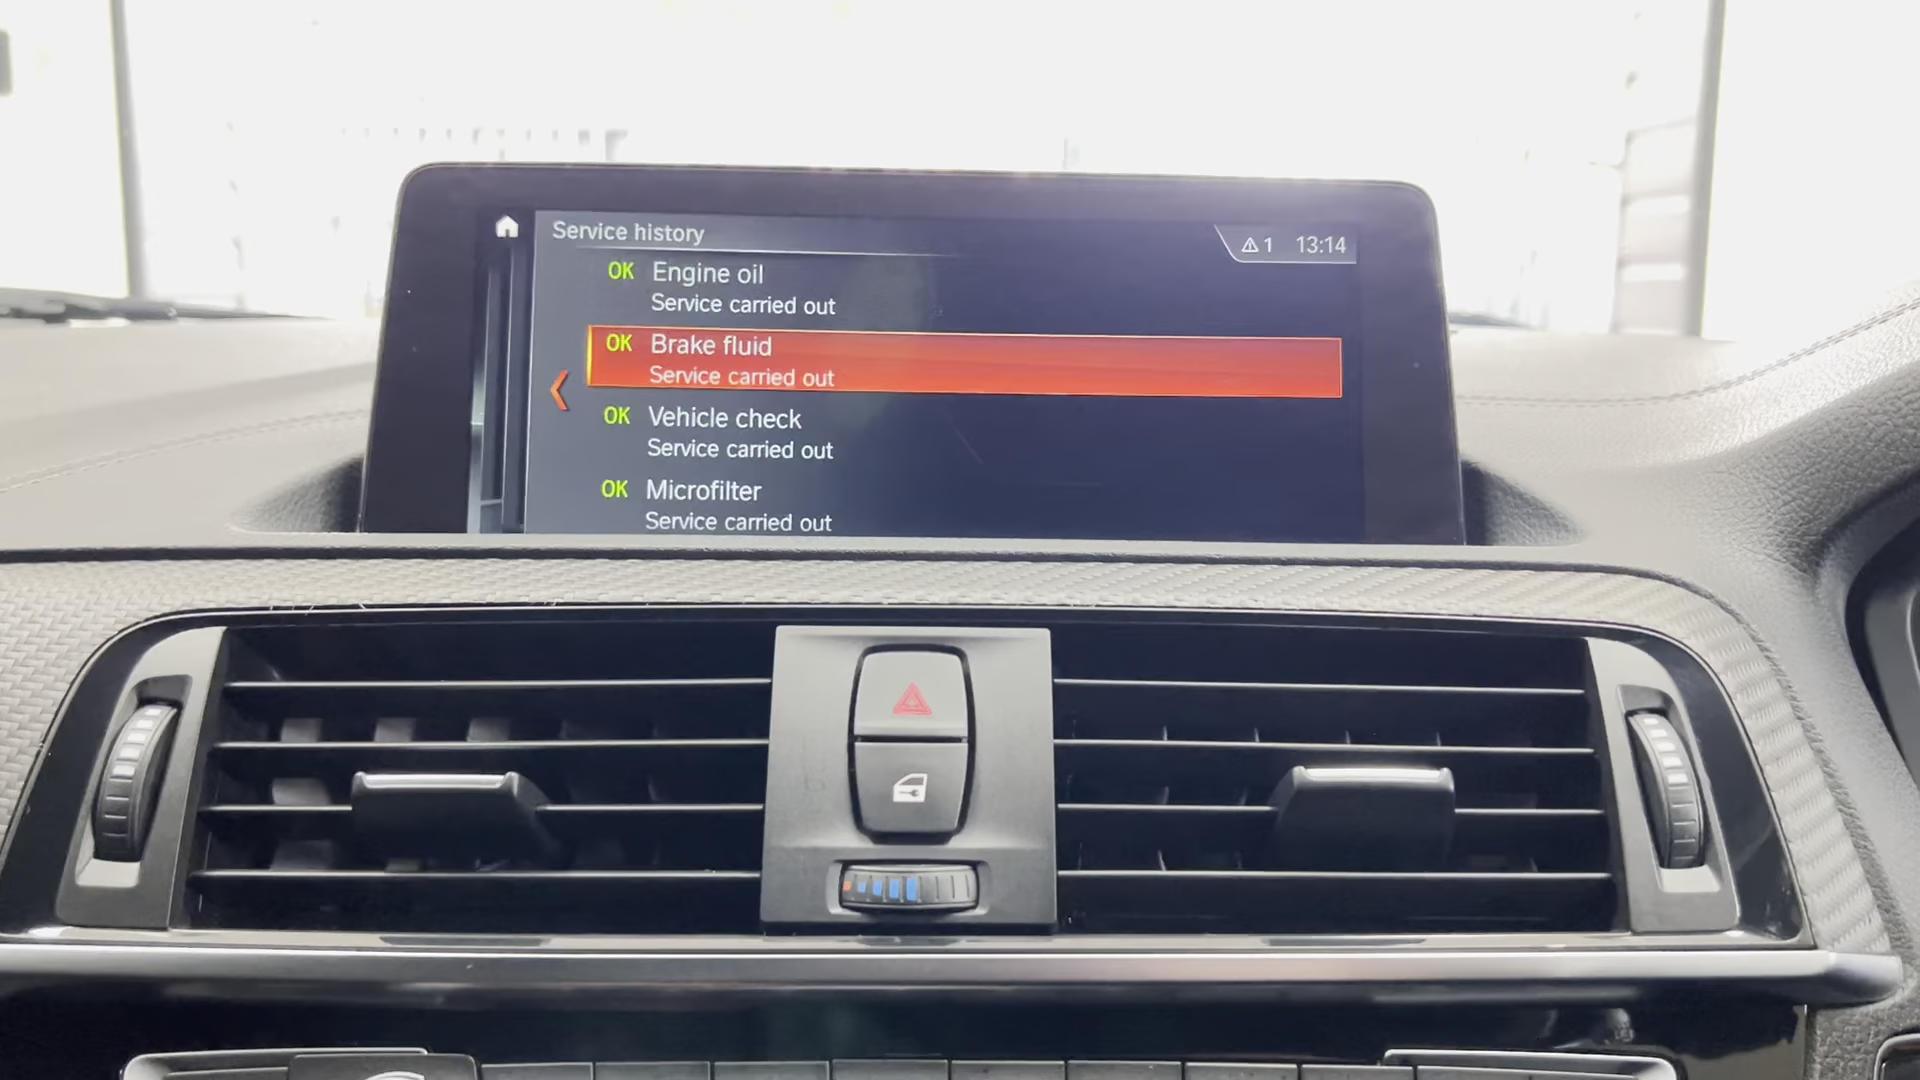 Service history
1 13:14
OK Engine oil
Service carried out
OK Brake fluid
Service carried out
OK Vehicle check
Service carried out
OK Microfilter
Service carried out